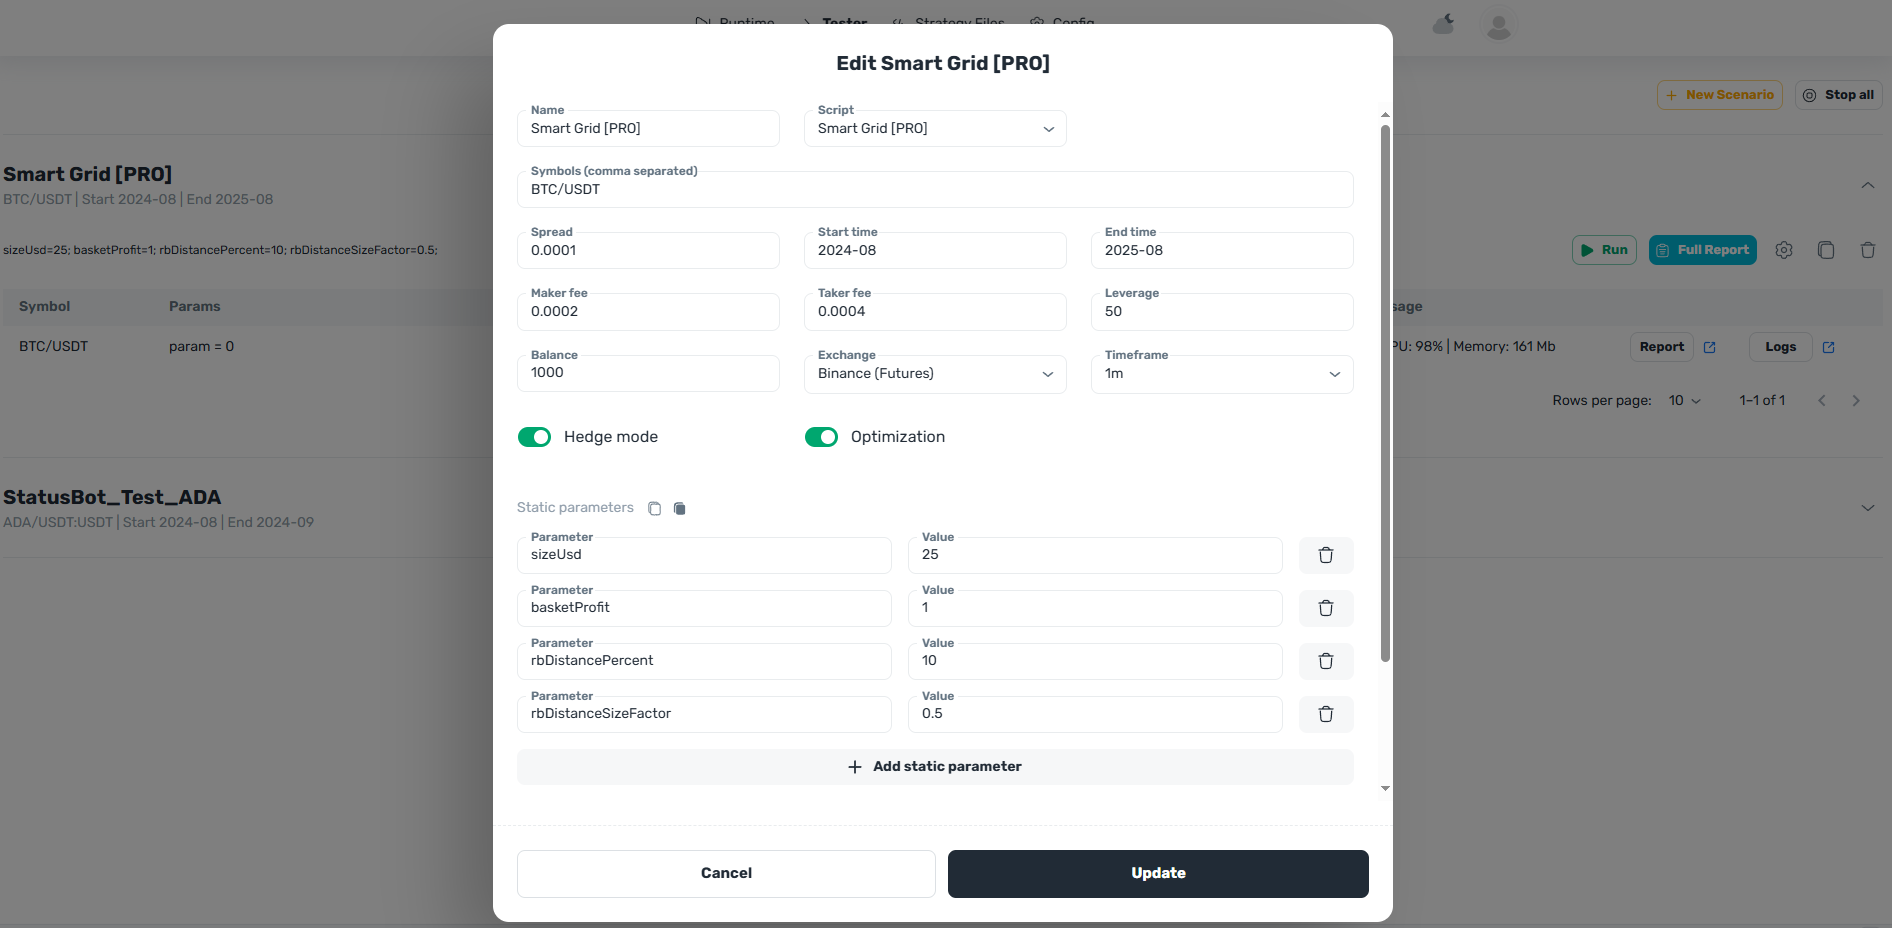 Runtime Tester Strategy Files Config
New Scenario Stop all
Smart Grid [PRO]
BTC/USDT | Start 2024-08 | End 2025-08
sizeUsd=25; basketProfit=1; rbDistancePercent=10; rbDistanceSizeFactor=0.5;
Run Full Report
Symbol Params
BTC/USDT param = 0
98% | Memory: 161 Mb Report Logs
Rows per page: 10 1–1 of 1
StatusBot_Test_ADA
ADA/USDT:USDT | Start 2024-08 | End 2024-09
Edit Smart Grid [PRO]
Name Script
Smart Grid [PRO] Smart Grid [PRO]
Symbols (comma separated)
BTC/USDT
Spread Start time End time
0.0001 2024-08 2025-08
Maker fee Taker fee Leverage
0.0002 0.0004 50
Balance Exchange Timeframe
1000 Binance (Futures) 1m
Hedge mode Optimization
Static parameters
Parameter Value
sizeUsd 25
Parameter Value
basketProfit 1
Parameter Value
rbDistancePercent 10
Parameter Value
rbDistanceSizeFactor 0.5
Add static parameter
Cancel Update